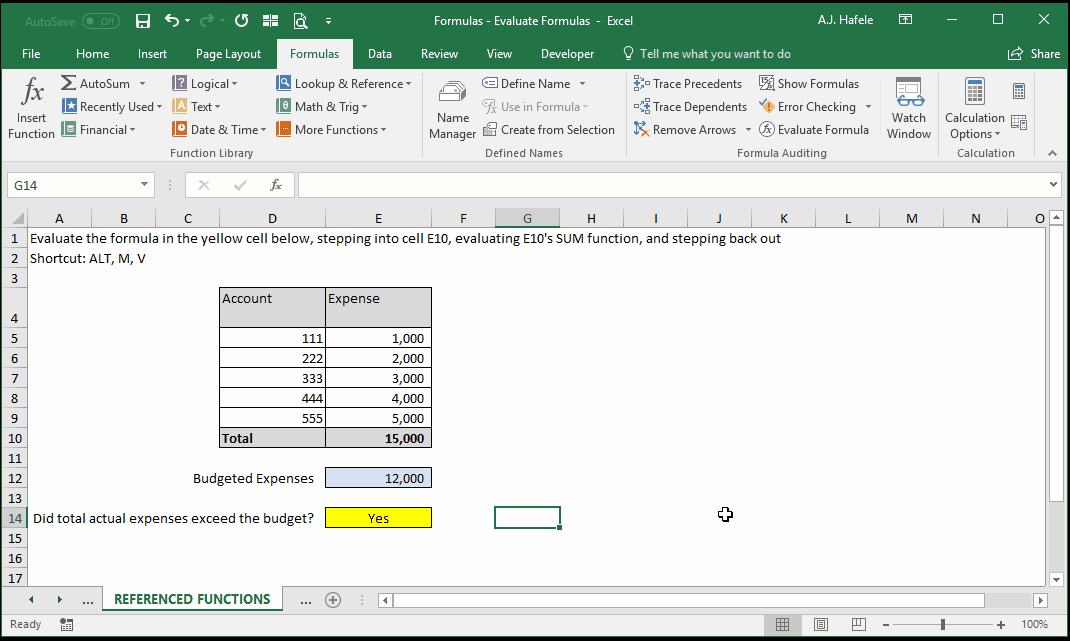 AutoSave Off Formulas - Evaluate Formulas - Excel A.J. Hafele
File Home Insert Page Layout Formulas Data Review View Developer Tell me what you want to do Share
fx Insert Function
AutoSum
Recently Used
Financial
Logical
Text
Date & Time
Lookup & Reference
Math & Trig
More Functions
Function Library
Name Manager
Define Name
Use in Formula
Create from Selection
Defined Names
Trace Precedents
Trace Dependents
Remove Arrows
Show Formulas
Error Checking
Evaluate Formula
Formula Auditing
Watch Window
Calculation Options
Calculation
G14 fx
A B C D E F G H I J K L M N O
1 Evaluate the formula in the yellow cell below, stepping into cell E10, evaluating E10's SUM function, and stepping back out
2 Shortcut: ALT, M, V
3
4 Account Expense
5 111 1,000
6 222 2,000
7 333 3,000
8 444 4,000
9 555 5,000
10 Total 15,000
11
12 Budgeted Expenses 12,000
13
14 Did total actual expenses exceed the budget? Yes
15
16
17
... REFERENCED FUNCTIONS ...
Ready 100%